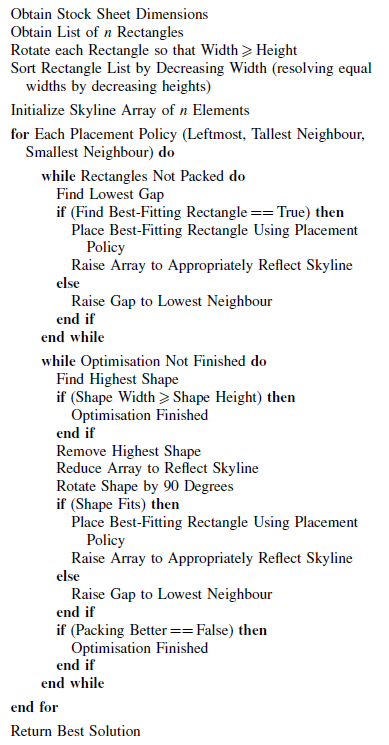 Obtain Stock Sheet Dimensions
Obtain List of n Rectangles
Rotate each Rectangle so that Width ⩾ Height
Sort Rectangle List by Decreasing Width (resolving equal
widths by decreasing heights)
Initialize Skyline Array of n Elements
for Each Placement Policy (Leftmost, Tallest Neighbour,
Smallest Neighbour) do
while Rectangles Not Packed do
Find Lowest Gap
if (Find Best-Fitting Rectangle == True) then
Place Best-Fitting Rectangle Using Placement
Policy
Raise Array to Appropriately Reflect Skyline
else
Raise Gap to Lowest Neighbour
end if
end while
while Optimisation Not Finished do
Find Highest Shape
if (Shape Width ⩾ Shape Height) then
Optimisation Finished
end if
Remove Highest Shape
Reduce Array to Reflect Skyline
Rotate Shape by 90 Degrees
if (Shape Fits) then
Place Best-Fitting Rectangle Using Placement
Policy
Raise Array to Appropriately Reflect Skyline
else
Raise Gap to Lowest Neighbour
end if
if (Packing Better == False) then
Optimisation Finished
end if
end while
end for
Return Best Solution